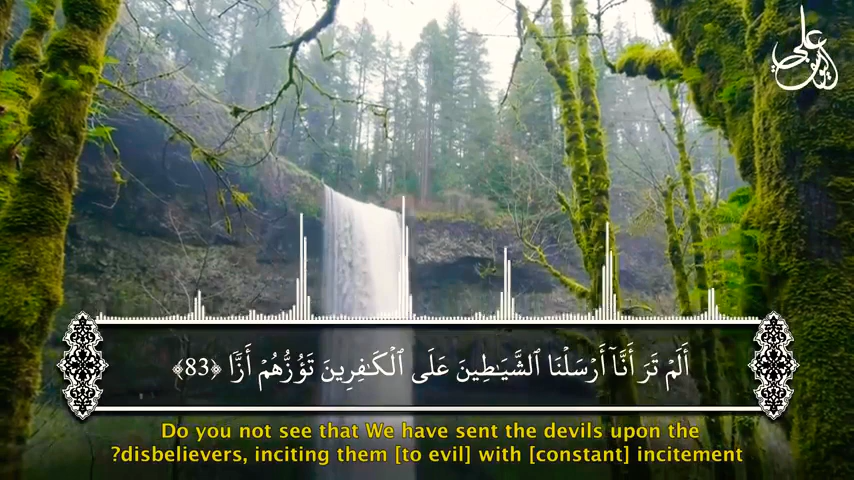 أَلَمْ تَرَ أَنَّآ أَرْسَلْنَا ٱلشَّيَـٰطِينَ عَلَى ٱلْكَـٰفِرِينَ تَؤُزُّهُمْ أَزًّا ﴿83﴾
Do you not see that We have sent the devils upon the
?disbelievers, inciting them [to evil] with [constant] incitement